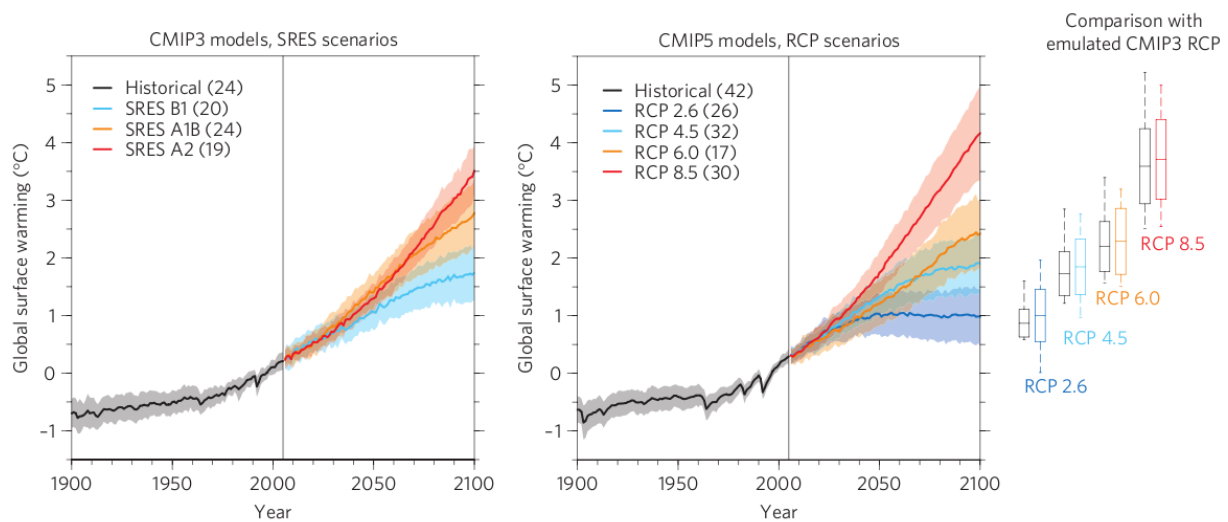 CMIP3 models, SRES scenarios
Global surface warming (°C)
5
4
3
2
1
0
−1
Historical (24)
SRES B1 (20)
SRES A1B (24)
SRES A2 (19)
1900
1950
2000
2050
2100
Year
CMIP5 models, RCP scenarios
Global surface warming (°C)
5
4
3
2
1
0
−1
Historical (42)
RCP 2.6 (26)
RCP 4.5 (32)
RCP 6.0 (17)
RCP 8.5 (30)
1900
1950
2000
2050
2100
Year
Comparison with
emulated CMIP3 RCP
RCP 8.5
RCP 6.0
RCP 4.5
RCP 2.6